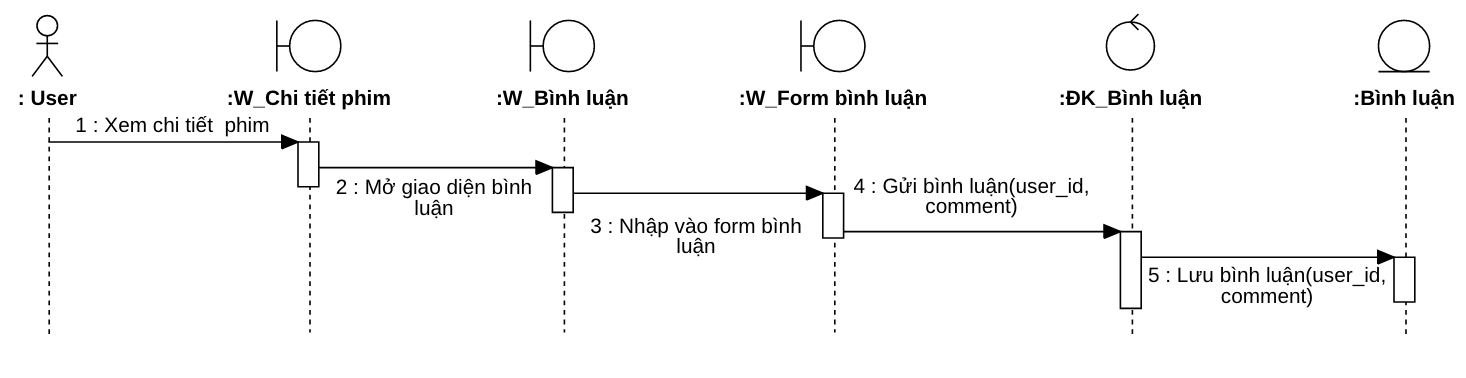 : User
:W_Chi tiết phim
:W_Bình luận
:W_Form bình luận
:ĐK_Bình luận
:Bình luận
1 : Xem chi tiết  phim
2 : Mở giao diện bình
luận
3 : Nhập vào form bình
luận
4 : Gửi bình luận(user_id,
comment)
5 : Lưu bình luận(user_id,
comment)